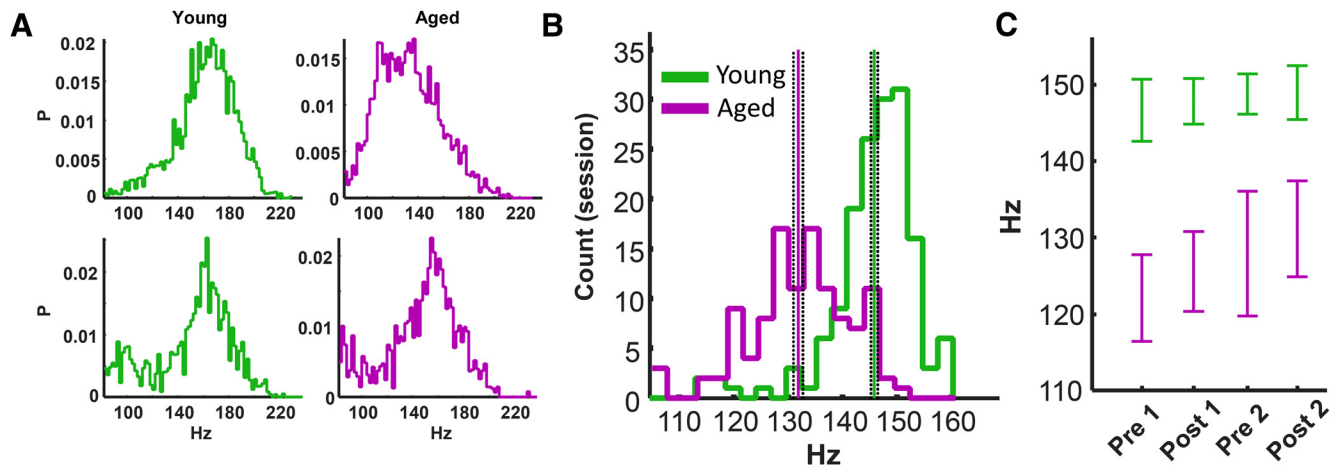 A
Young
Aged
P
0.02
0.015
0.01
0.005
0
100 140 180 220
0.015
0.01
0.005
0
100 140 180 220
P
0.02
0.01
0
100 140 180 220
Hz
0.02
0.01
0
100 140 180 220
Hz
B
Count (session)
35
30
25
20
15
10
5
0
Young
Aged
110 120 130 140 150 160
Hz
C
Hz
150
140
130
120
110
Pre 1 Post 1 Pre 2 Post 2